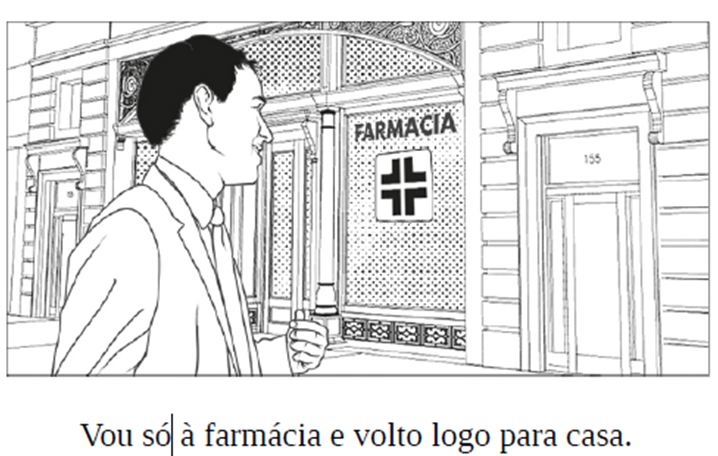 FARMACIA
155
Vou só à farmácia e volto logo para casa.